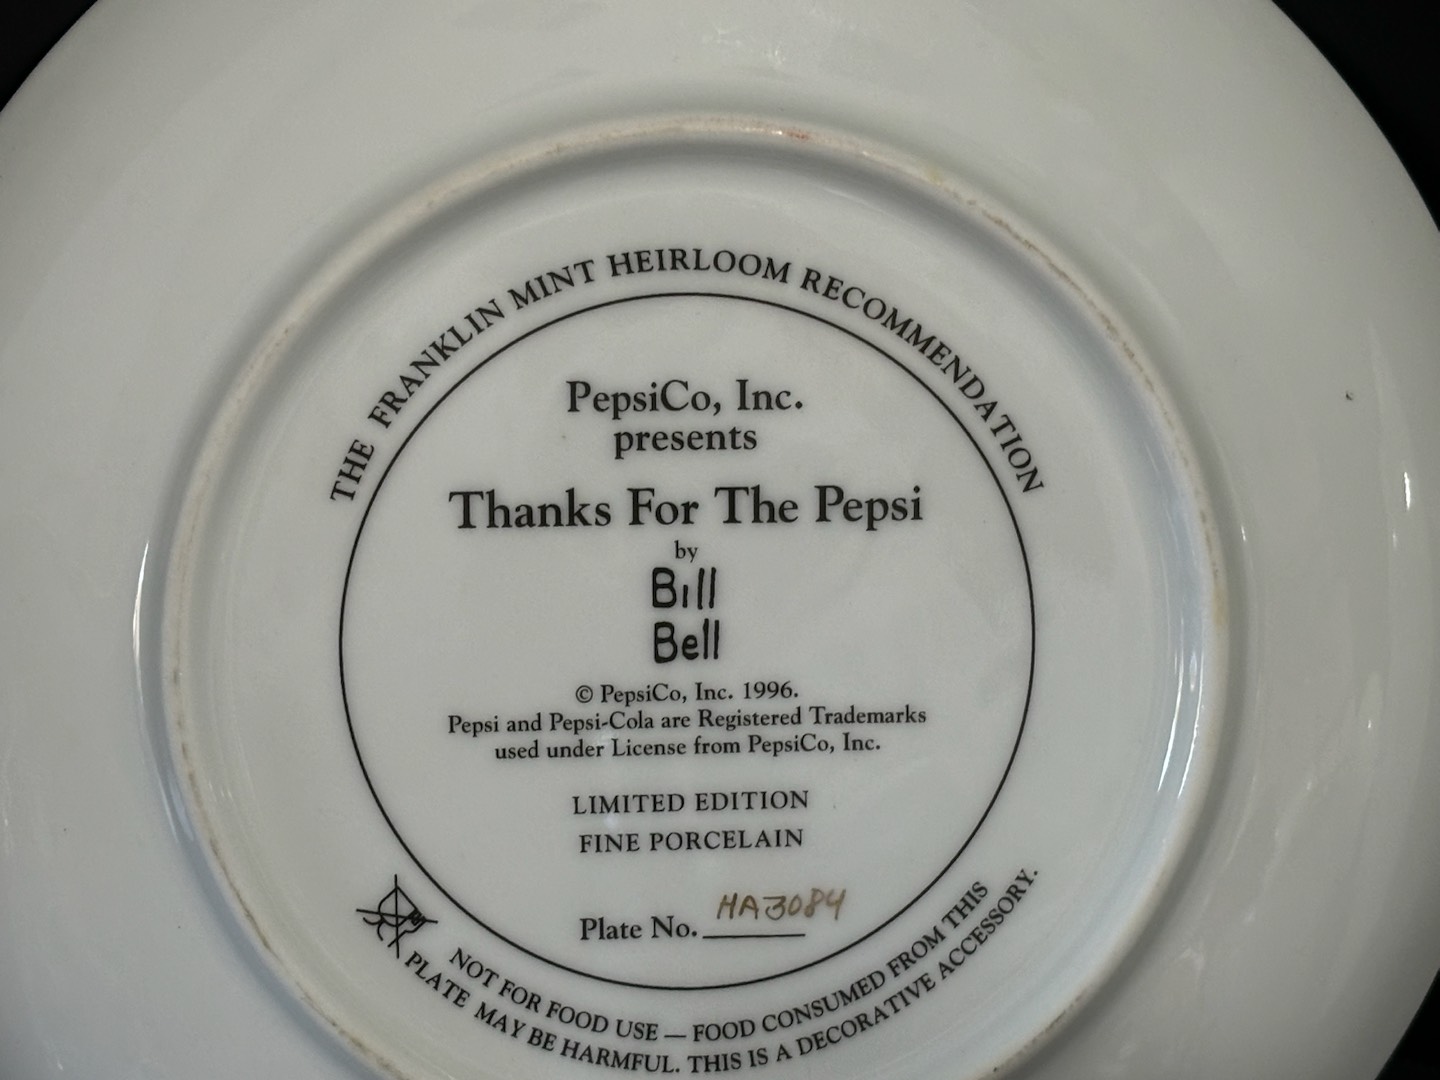 THE FRANKLIN MINT HEIRLOOM RECOMMENDATION
PepsiCo, Inc.
presents
Thanks For The Pepsi
by
Bill
Bell
© PepsiCo, Inc. 1996.
Pepsi and Pepsi-Cola are Registered Trademarks
used under License from PepsiCo, Inc.
LIMITED EDITION
FINE PORCELAIN
Plate No. HA3084
NOT FOR FOOD USE — FOOD CONSUMED FROM THIS
PLATE MAY BE HARMFUL. THIS IS A DECORATIVE ACCESSORY.